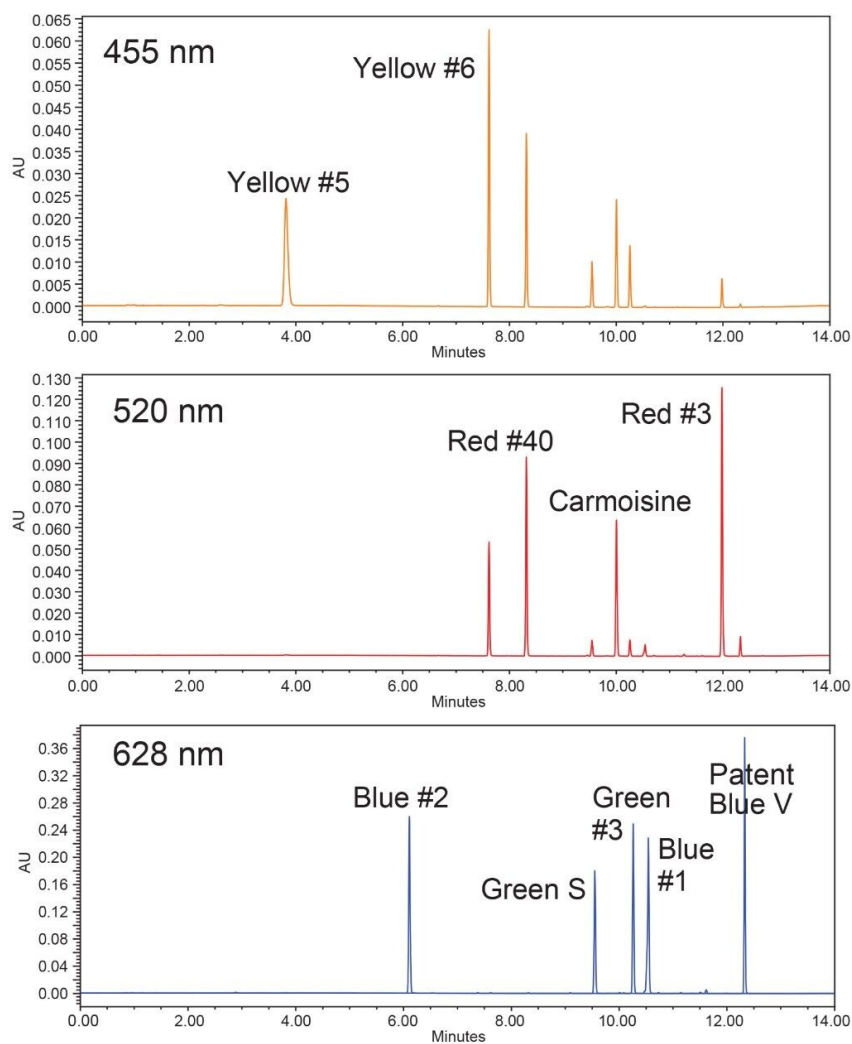 455 nm
Yellow #6
Yellow #5
AU
0.065
0.060
0.055
0.050
0.045
0.040
0.035
0.030
0.025
0.020
0.015
0.010
0.005
0.000
0.00 2.00 4.00 6.00 8.00 10.00 12.00 14.00
Minutes
520 nm
Red #3
Red #40
Carmoisine
AU
0.130
0.120
0.110
0.100
0.090
0.080
0.070
0.060
0.050
0.040
0.030
0.020
0.010
0.000
0.00 2.00 4.00 6.00 8.00 10.00 12.00 14.00
Minutes
628 nm
Blue #2
Green S
Green
#3
Blue
#1
Patent
Blue V
AU
0.36
0.32
0.28
0.24
0.20
0.16
0.12
0.08
0.04
0.00
0.00 2.00 4.00 6.00 8.00 10.00 12.00 14.00
Minutes